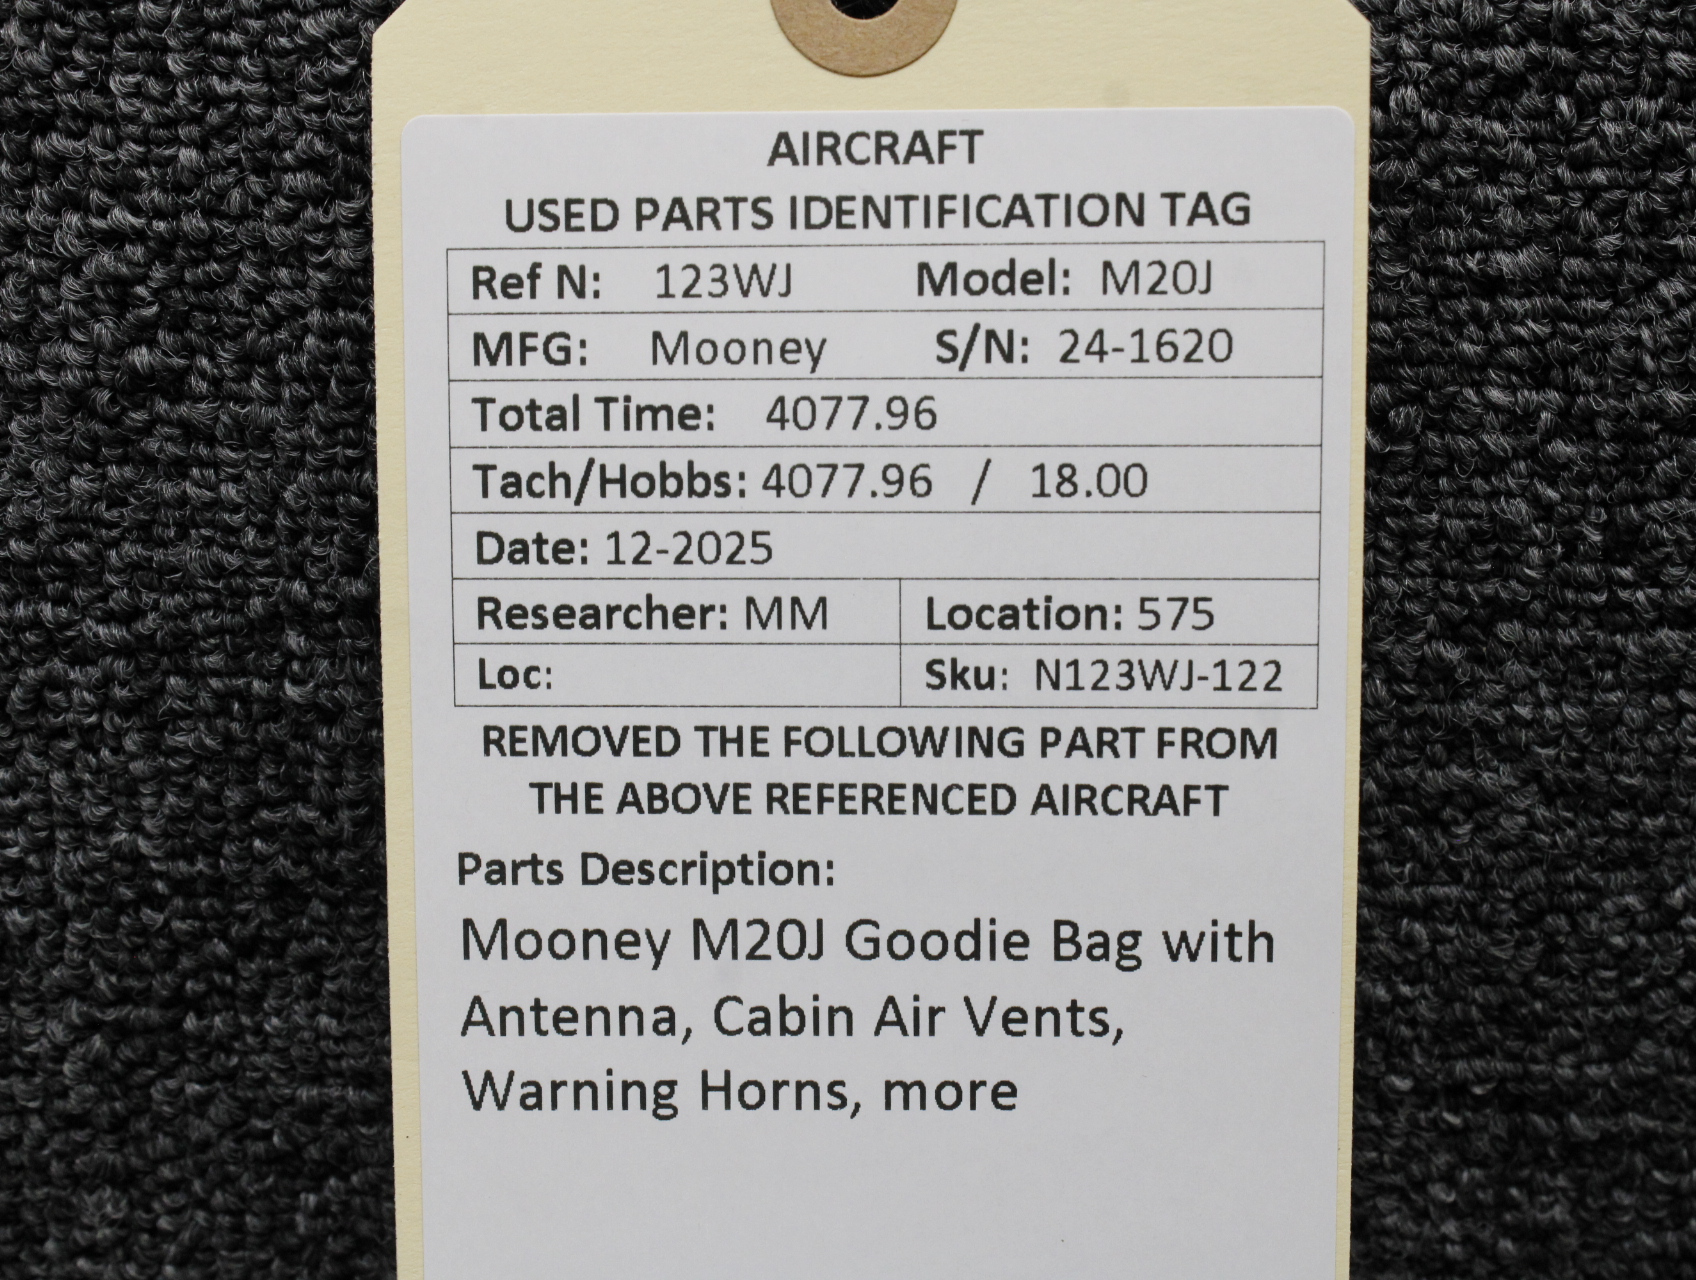 AIRCRAFT
USED PARTS IDENTIFICATION TAG
Ref N: 123WJ Model: M20J
MFG: Mooney S/N: 24-1620
Total Time: 4077.96
Tach/Hobbs: 4077.96 / 18.00
Date: 12-2025
Researcher: MM Location: 575
Loc: Sku: N123WJ-122
REMOVED THE FOLLOWING PART FROM
THE ABOVE REFERENCED AIRCRAFT
Parts Description:
Mooney M20J Goodie Bag with
Antenna, Cabin Air Vents,
Warning Horns, more